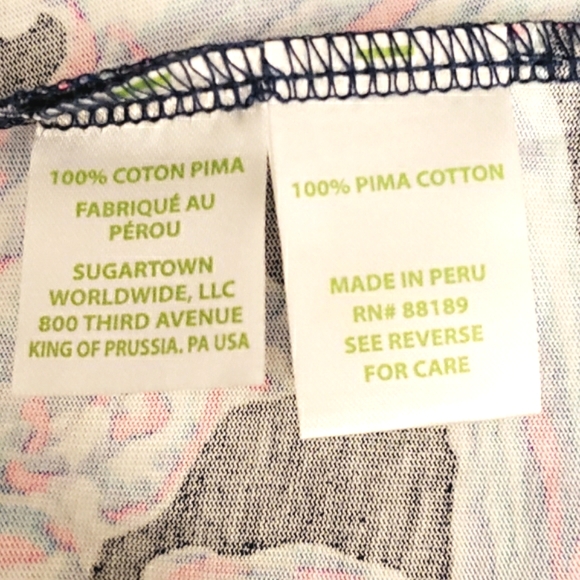 100% COTON PIMA
FABRIQUÉ AU
PÉROU
SUGARTOWN
WORLDWIDE, LLC
800 THIRD AVENUE
KING OF PRUSSIA. PA USA
100% PIMA COTTON
MADE IN PERU
RN# 88189
SEE REVERSE
FOR CARE